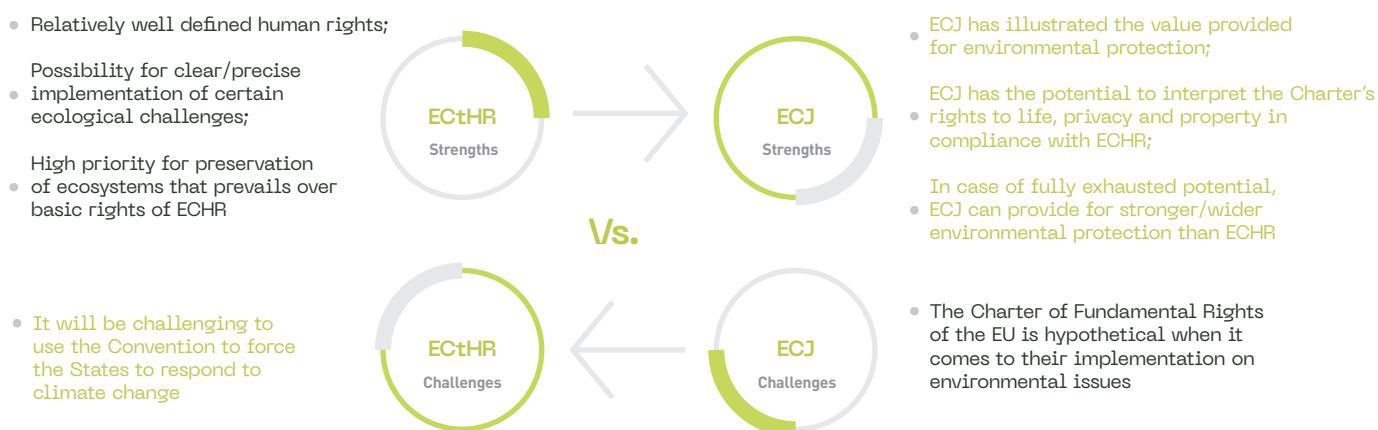 Relatively well defined human rights;
Possibility for clear/precise
implementation of certain
ecological challenges;
High priority for preservation
of ecosystems that prevails over
basic rights of ECHR
ECtHR
Strengths
ECJ
Strengths
ECJ has illustrated the value provided
for environmental protection;
ECJ has the potential to interpret the Charter's
rights to life, privacy and property in
compliance with ECHR;
In case of fully exhausted potential,
ECJ can provide for stronger/wider
environmental protection than ECHR
Vs.
It will be challenging to
use the Convention to force
the States to respond to
climate change
ECtHR
Challenges
ECJ
Challenges
The Charter of Fundamental Rights
of the EU is hypothetical when it
comes to their implementation on
environmental issues